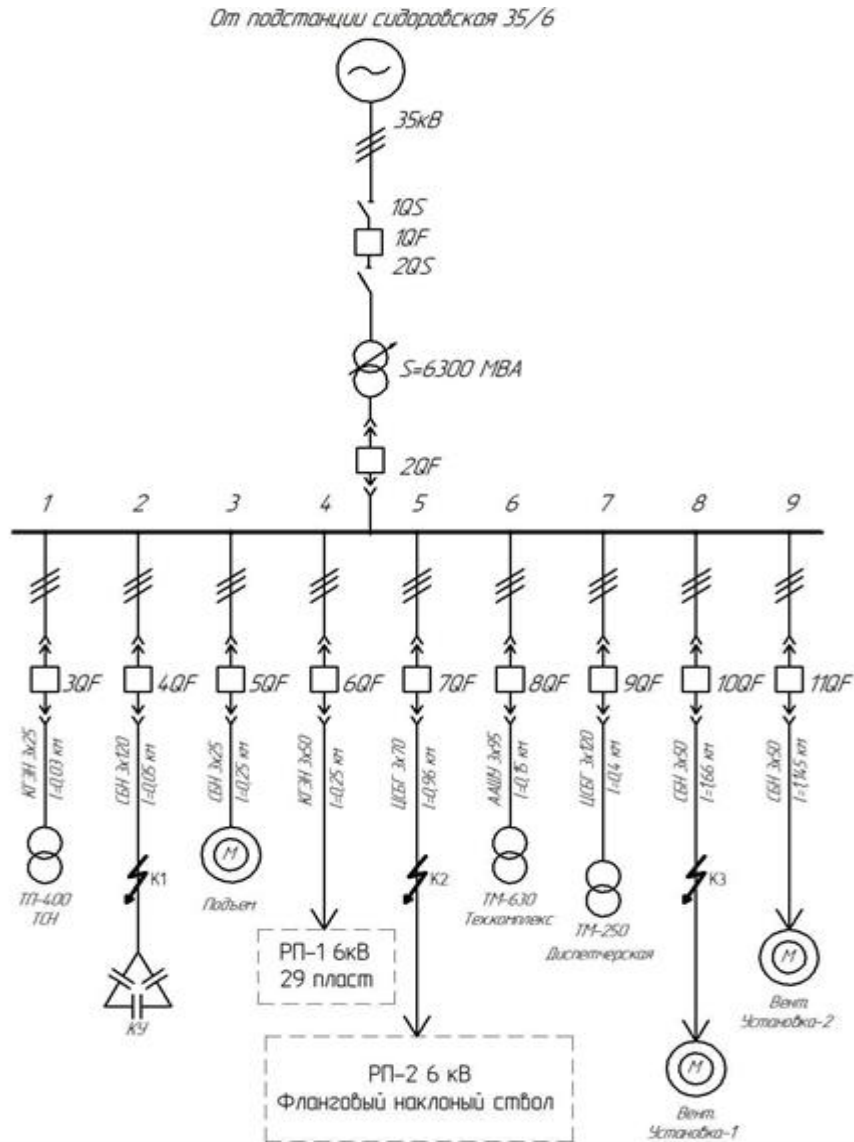 От подстанции сидоровская 35/6
35кВ
1QS
1QF
2QS
S=6300 МВА
2QF
1
2
3
4
5
6
7
8
9
3QF
4QF
5QF
6QF
7QF
8QF
9QF
10QF
11QF
КГЭН 3х25
l=0,03 км
СБН 3х120
l=0,05 км
СБН 3х25
l=0,25 км
КГЭН 3х50
l=0,25 км
ЦСБГ 3х70
l=0,96 км
ААШУ 3х95
l=0,15 км
ЦСБГ 3х120
l=0,4 км
СБН 3х50
l=1,66 км
СБН 3х50
l=1,145 км
К1
К2
К3
ТП-400
ТСН
КУ
М
Подъем
РП-1 6кВ
29 пласт
РП-2 6 кВ
Фланговый наклоный ствол
ТМ-630
Техкомплекс
ТМ-250
Диспетчерская
М
Вент.
Установка-1
М
Вент.
Установка-2